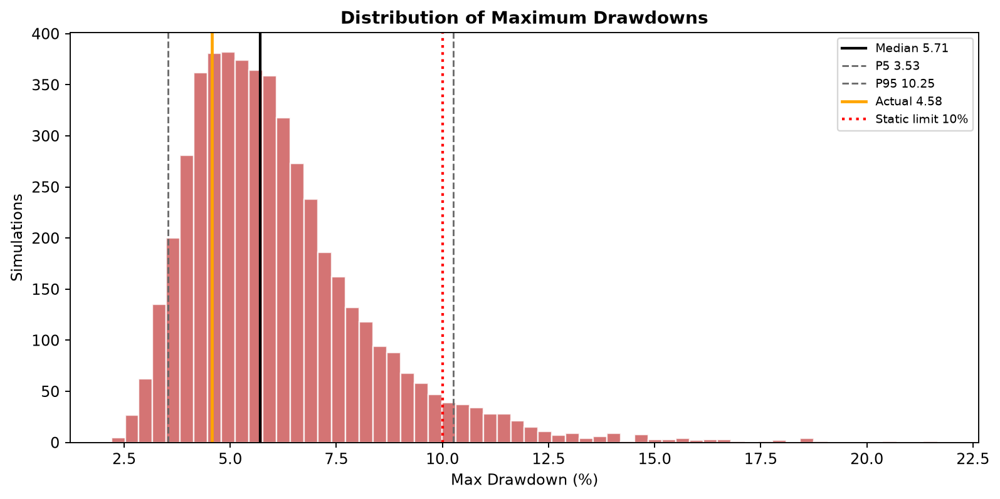 Distribution of Maximum Drawdowns
400
350
300
250
200
150
100
50
0
Simulations
Median 5.71
P5 3.53
P95 10.25
Actual 4.58
Static limit 10%
2.5 5.0 7.5 10.0 12.5 15.0 17.5 20.0 22.5
Max Drawdown (%)